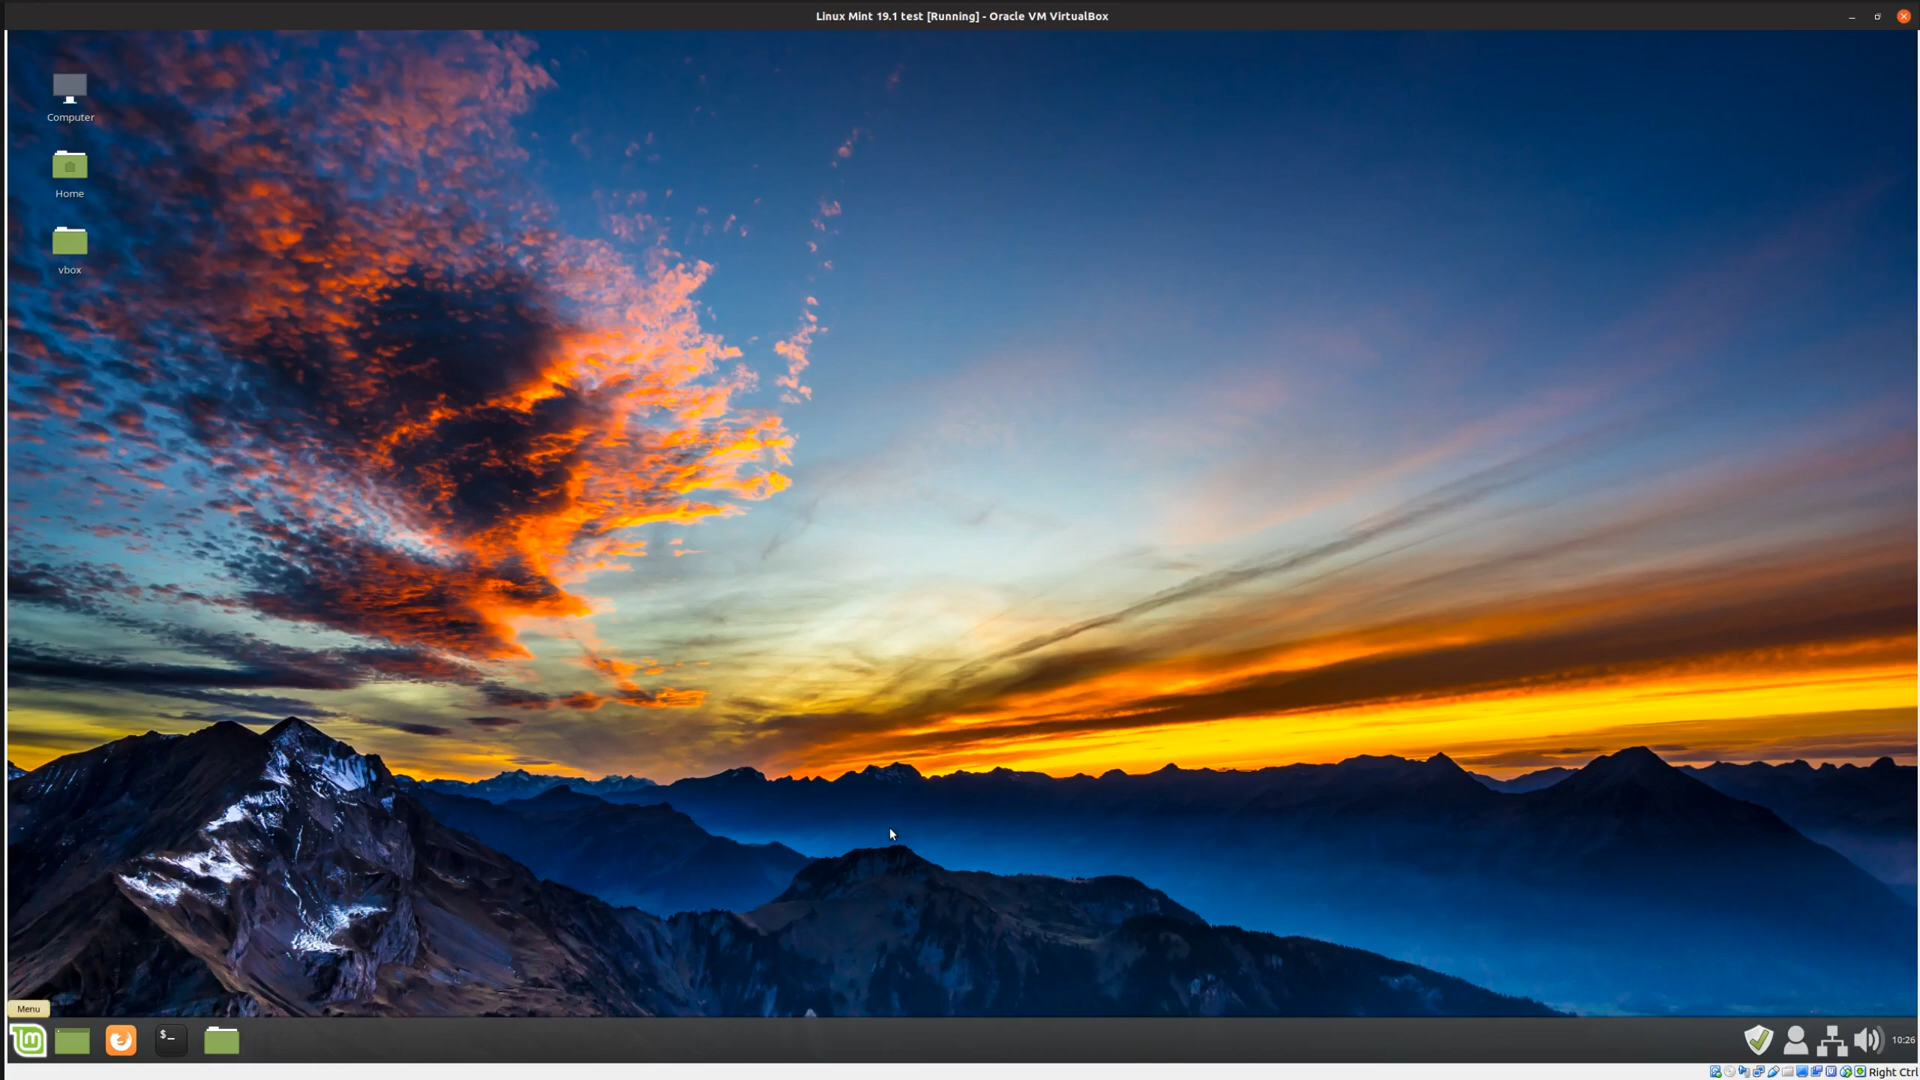 Linux Mint 19.1 test [Running] - Oracle VM VirtualBox
Computer
Home
vbox
Menu
$_
10:26
Right Ctrl